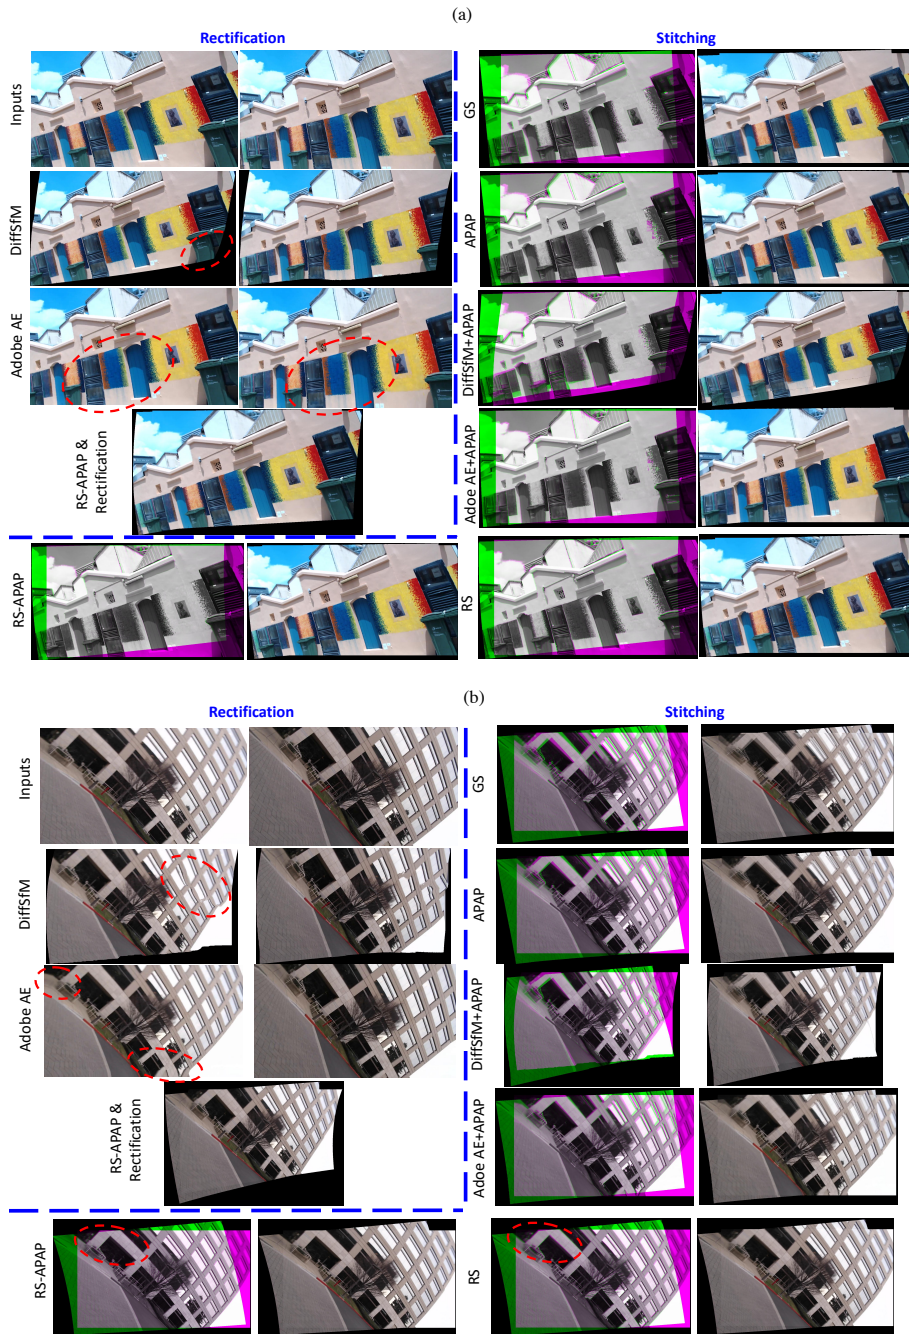 (a)
Rectification
Stitching
Inputs
GS
DiffSfM
APAP
Adobe AE
DiffSfM+APAP
RS-APAP &
Rectification
Adoe AE+APAP
RS-APAP
RS
(b)
Rectification
Stitching
Inputs
GS
DiffSfM
APAP
Adobe AE
DiffSfM+APAP
RS-APAP &
Rectification
Adoe AE+APAP
RS-APAP
RS